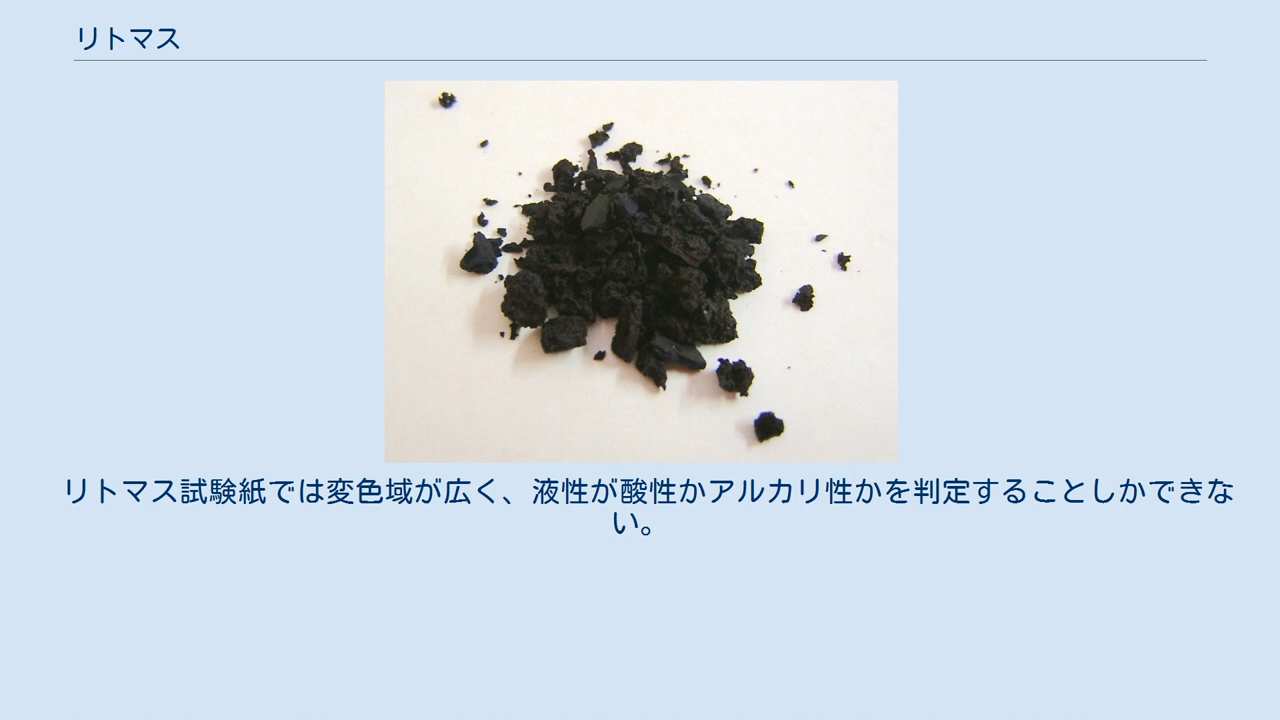 リトマス
リトマス試験紙では変色域が広く、液性が酸性かアルカリ性かを判定することしかできな
い。